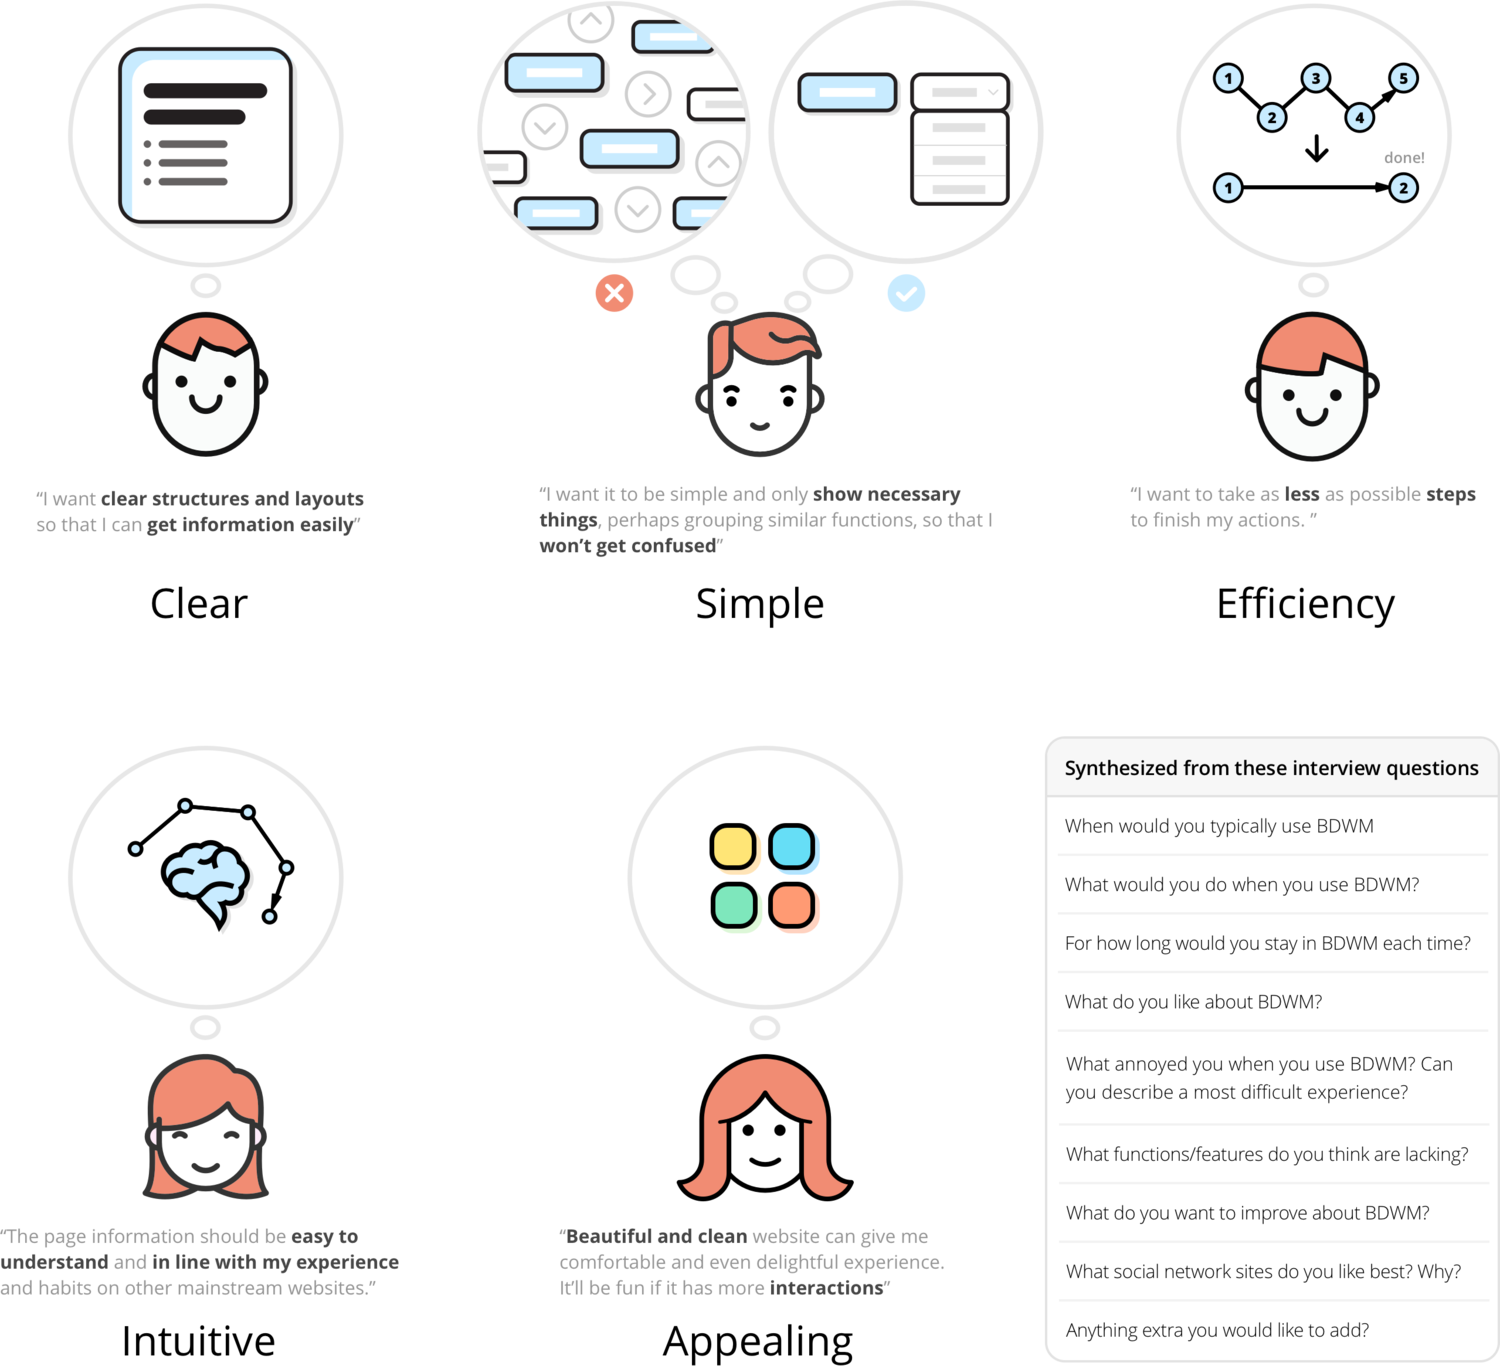 1
3
5
2
4
done!
1
2
“I want clear structures and layouts
so that I can get information easily”
Clear
“I want it to be simple and only show necessary
things, perhaps grouping similar functions, so that I
won’t get confused”
Simple
“I want to take as less as possible steps
to finish my actions. ”
Efficiency
“The page information should be easy to
understand and in line with my experience
and habits on other mainstream websites.”
Intuitive
“Beautiful and clean website can give me
comfortable and even delightful experience.
It’ll be fun if it has more interactions”
Appealing
Synthesized from these interview questions
When would you typically use BDWM
What would you do when you use BDWM?
For how long would you stay in BDWM each time?
What do you like about BDWM?
What annoyed you when you use BDWM? Can
you describe a most difficult experience?
What functions/features do you think are lacking?
What do you want to improve about BDWM?
What social network sites do you like best? Why?
Anything extra you would like to add?